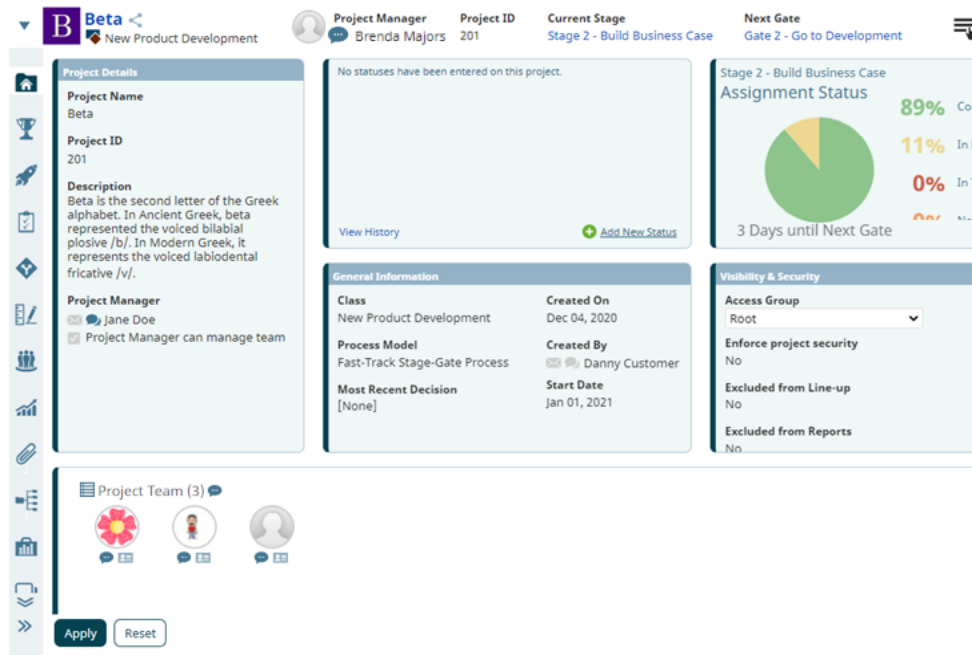 B
Beta
New Product Development
Project Manager
Brenda Majors
Project ID
201
Current Stage
Stage 2 - Build Business Case
Next Gate
Gate 2 - Go to Development
Project Details
Project Name
Beta
Project ID
201
Description
Beta is the second letter of the Greek
alphabet. In Ancient Greek, beta
represented the voiced bilabial
plosive /b/. In Modern Greek, it
represents the voiced labiodental
fricative /v/.
Project Manager
Jane Doe
Project Manager can manage team
No statuses have been entered on this project.
View History
Add New Status
Stage 2 - Build Business Case
Assignment Status
89% Co
11% In
0% In
0%
3 Days until Next Gate
General Information
Class
New Product Development
Process Model
Fast-Track Stage-Gate Process
Most Recent Decision
[None]
Created On
Dec 04, 2020
Created By
Danny Customer
Start Date
Jan 01, 2021
Visibility & Security
Access Group
Root
Enforce project security
No
Excluded from Line-up
No
Excluded from Reports
No
Project Team (3)
Apply
Reset